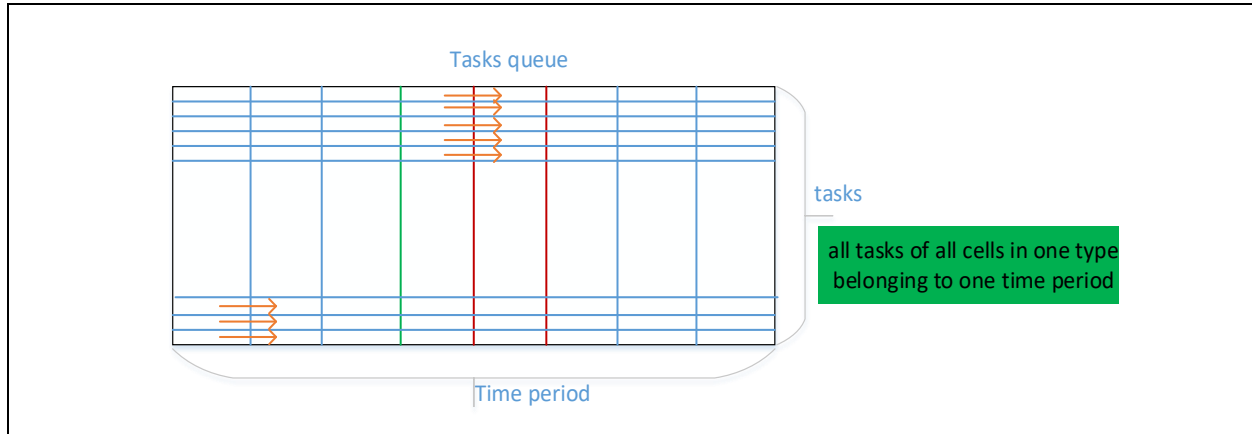 Tasks queue
tasks
all tasks of all cells in one type
belonging to one time period
Time period